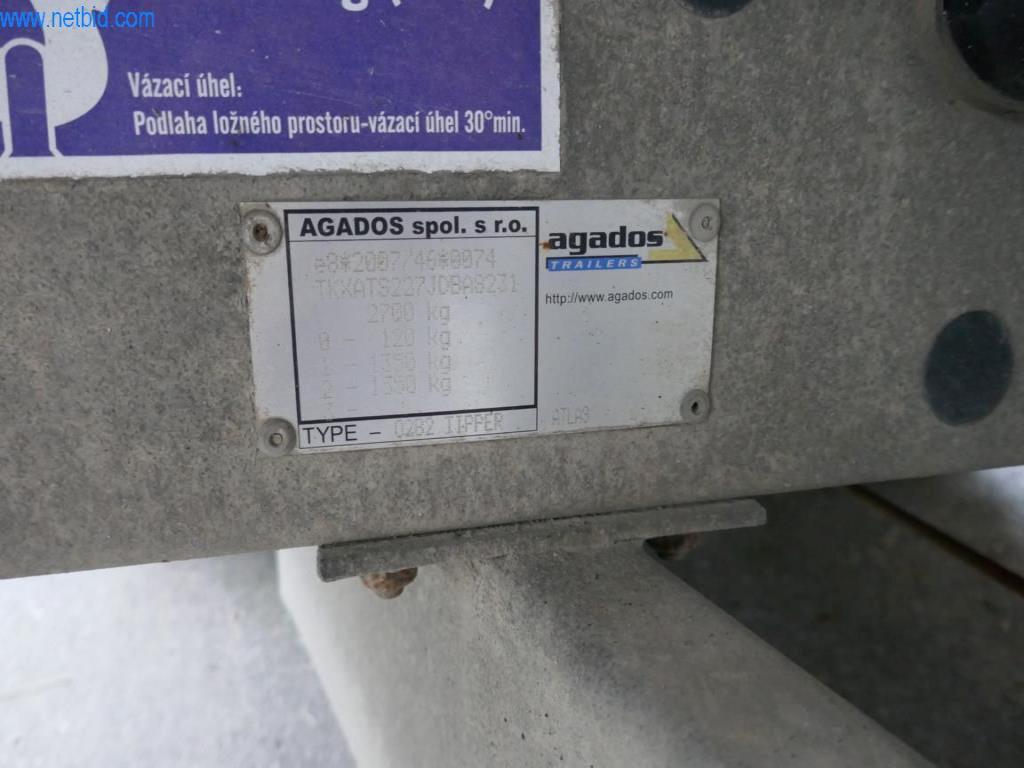 www.netbid.com
Vázací úhel:
Podlaha ložného prostoru-vázací úhel 30°min.
AGADOS spol. s r.o.
e8*2007/46*0074
TKXATS227JDBA8231
2700 kg
0 - 120 kg
1 - 1350 kg
2 - 1350 kg
3 -
TYPE - 0282 TIPPER
agados
TRAILERS
http://www.agados.com
ATLAS